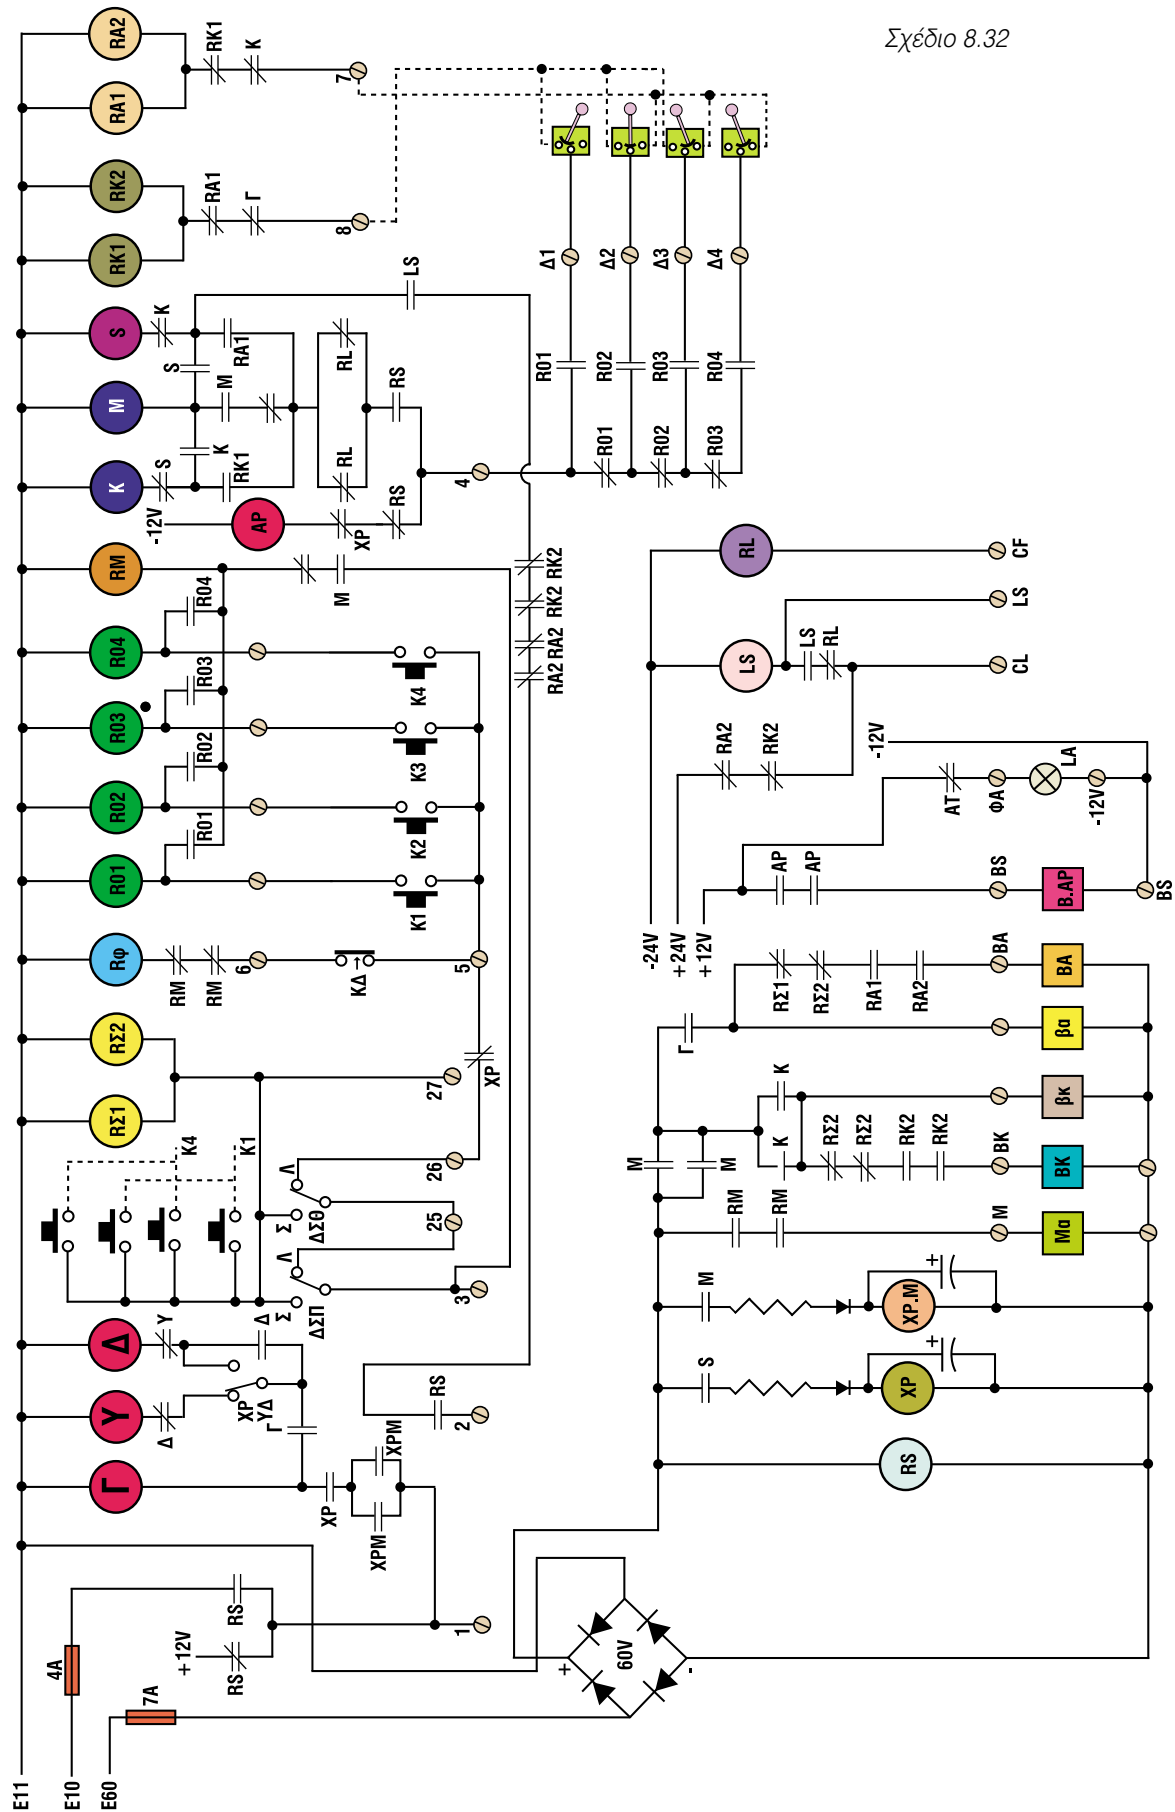 Σχέδιο 8.32
RA2
RK1
K
7
RA1
RK2
RA1
Γ
8
RK1
LS
S
K
RA1
RL
S
M
M
RS
K
RK1
RL
K
S
-12V
AP
XP
RS
4
Δ1
Δ2
Δ3
Δ4
R01
R02
R03
R04
R01
R02
R03
RM
M
R04
R04
R03
R03
R02
R02
R01
R01
K4
K3
K2
K1
RK2
RK2
RA2
RA2
Rφ
RM
RM
6
ΚΔ
5
RΣ2
RΣ1
27
XP
K4
K1
Λ
26
Σ
ΔΣΘ
25
Λ
Σ
ΔΣΠ
3
Δ
Υ
Δ
Υ
Δ
XP
ΥΔ
Γ
RS
2
Γ
XP
XPM
XPM
RS
+12V
RS
1
4A
7A
E11
E10
E60
60V
+
-
RL
CF
LS
LS
LS
RL
CL
RA2
RK2
-12V
LA
AT
ΦA
-12V
AP
AP
BS
B.AP
BS
-24V
+24V
+12V
RΣ1
RΣ2
RA1
RA2
BA
BA
Γ
βα
K
βκ
M
M
K
RΣ2
RΣ2
RK2
RK2
BK
BK
RM
RM
M
Μα
M
XP.M
+
S
XP
+
RS